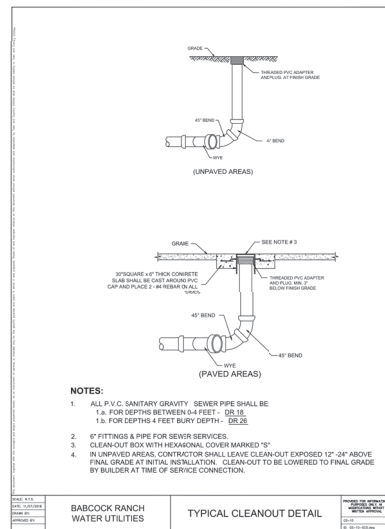 GRADE
THREADED PVC ADAPTER
AND PLUG. AT FINISH GRADE
45° BEND
BEND
WYE
(UNPAVED AREAS)
GRADE
SEE NOTE # 3
30"SQUARE x 6" THICK CONCRETE
SLAB SHALL BE CAST AROUND PVC
CAP AND PLACE 2 - #4 REBAR ON ALL
THREADED PVC ADAPTER
AND PLUG. MIN. 3"
BELOW FINISH GRADE
45° BEND
45° BEND
WYE
(PAVED AREAS)
NOTES:
1. ALL P.V.C. SANITARY GRAVITY SEWER PIPE SHALL BE
1.a. FOR DEPTHS BETWEEN 0-4 FEET - DR 18
1.b. FOR DEPTHS 4 FEET BURY DEPTH - DR 26
2. 6" FITTINGS & PIPE FOR SEWER SERVICES.
3. CLEAN-OUT BOX WITH HEXAGONAL COVER MARKED "S"
4. IN UNPAVED AREAS, CONTRACTOR SHALL LEAVE CLEAN-OUT EXPOSED 12" -24" ABOVE
FINAL GRADE AT INITIAL INSTALLATION. CLEAN-OUT TO BE LOWERED TO FINAL GRADE
BY BUILDER AT TIME OF SERVICE CONNECTION.
SCALE: N.T.S.
DRAWN BY:
APPROVED BY:
BABCOCK RANCH
WATER UTILITIES
TYPICAL CLEANOUT DETAIL